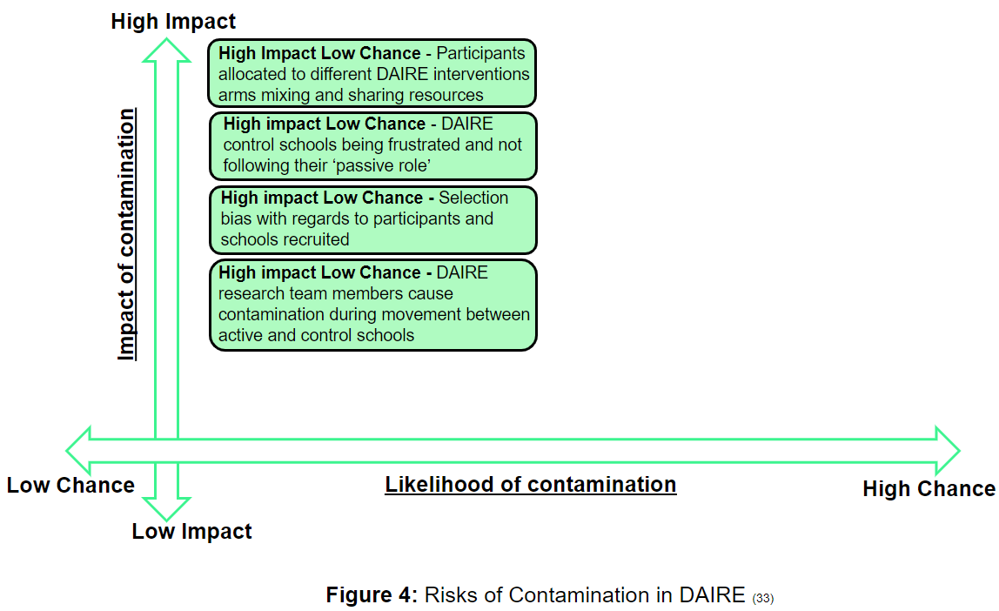 High Impact
High Impact Low Chance - Participants
allocated to different DAIRE interventions
arms mixing and sharing resources
High impact Low Chance - DAIRE
control schools being frustrated and not
following their ‘passive role’
High impact Low Chance - Selection
bias with regards to participants and
schools recruited
High impact Low Chance - DAIRE
research team members cause
contamination during movement between
active and control schools
Impact of contamination
Low Chance
Likelihood of contamination
High Chance
Low Impact
Figure 4: Risks of Contamination in DAIRE (33)